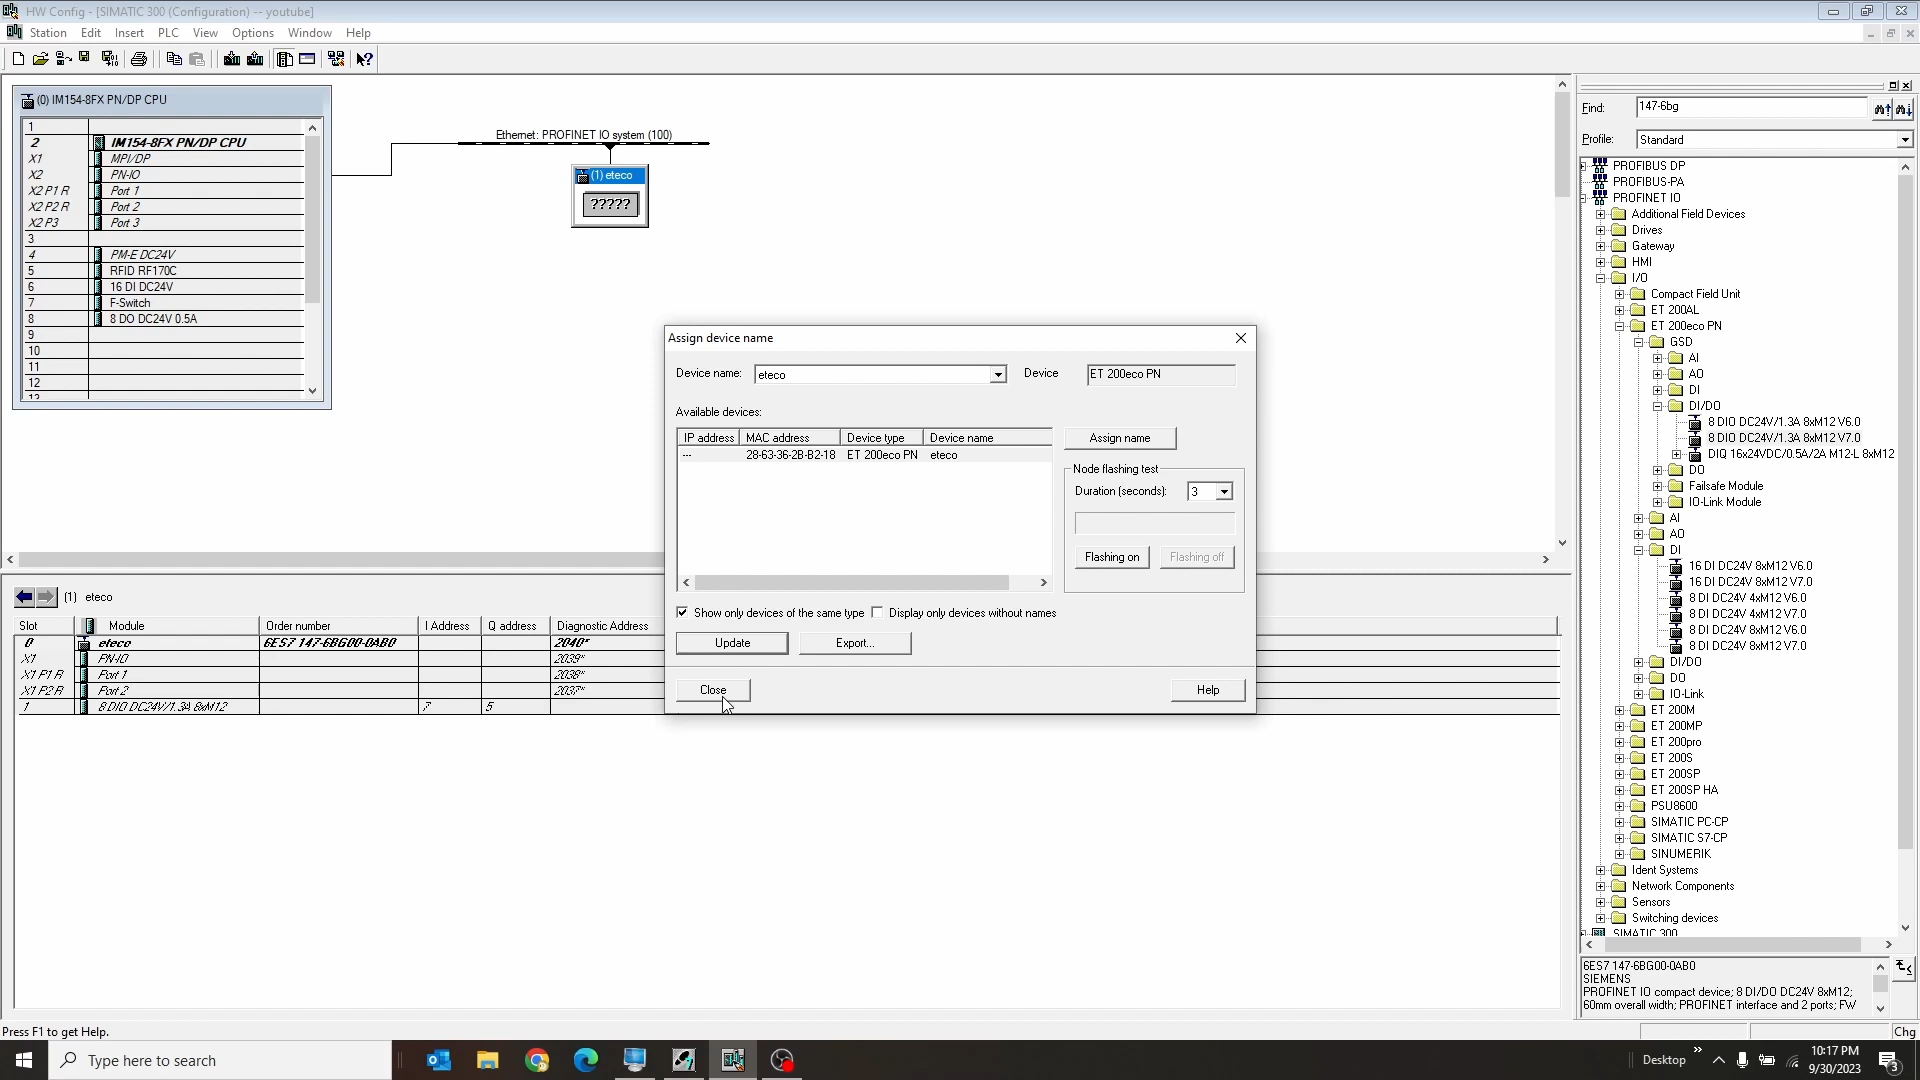 HW Config - [SIMATIC 300 (Configuration) -- youtube]
Station Edit Insert PLC View Options Window Help
(0) IM154-8FX PN/DP CPU
1
2 IM154-8FX PN/DP CPU
X1 MPI/DP
X2 PN-IO
X2 P1 R Port 1
X2 P2 R Port 2
X2 P3 Port 3
3
4 PM-E DC24V
5 RFID RF170C
6 16 DI DC24V
7 F-Switch
8 8 DO DC24V 0.5A
9
10
11
12
13
Ethernet: PROFINET IO system (100)
(1) eteco
?????
Assign device name
Device name: eteco Device ET 200eco PN
Available devices:
IP address MAC address Device type Device name
--- 28-63-36-2B-B2-18 ET 200eco PN eteco
Assign name
Node flashing test
Duration (seconds): 3
Flashing on Flashing off
Show only devices of the same type Display only devices without names
Update Export...
Close Help
(1) eteco
Slot Module Order number I Address Q address Diagnostic Address
0 eteco 6ES7 147-6BG00-0AB0 2040*
X1 PN-IO 2039*
X1 P1 R Port 1 2038*
X1 P2 R Port 2 2037*
1 8 DIO DC24V/1.3A 8xM12 7 5
Find: 147-6bg
Profile: Standard
PROFIBUS DP
PROFIBUS-PA
PROFINET IO
Additional Field Devices
Drives
Gateway
HMI
I/O
Compact Field Unit
ET 200AL
ET 200eco PN
GSD
AI
AO
DI
DI/DO
8 DIO DC24V/1.3A 8xM12 V6.0
8 DIO DC24V/1.3A 8xM12 V7.0
DIQ 16x24VDC/0.5A/2A M12-L 8xM12
DO
Failsafe Module
IO-Link Module
AI
AO
DI
16 DI DC24V 8xM12 V6.0
16 DI DC24V 8xM12 V7.0
8 DI DC24V 4xM12 V6.0
8 DI DC24V 4xM12 V7.0
8 DI DC24V 8xM12 V6.0
8 DI DC24V 8xM12 V7.0
DI/DO
DO
IO-Link
ET 200M
ET 200MP
ET 200pro
ET 200S
ET 200SP
ET 200SP HA
PSU8600
SIMATIC PC-CP
SIMATIC S7-CP
SINUMERIK
Ident Systems
Network Components
Sensors
Switching devices
SIMATIC 300
6ES7 147-6BG00-0AB0
SIEMENS
PROFINET IO compact device; 8 DI/DO DC24V 8xM12;
60mm overall width; PROFINET interface and 2 ports; FW
Press F1 to get Help.
Chg
Type here to search
Desktop
10:17 PM
9/30/2023
3